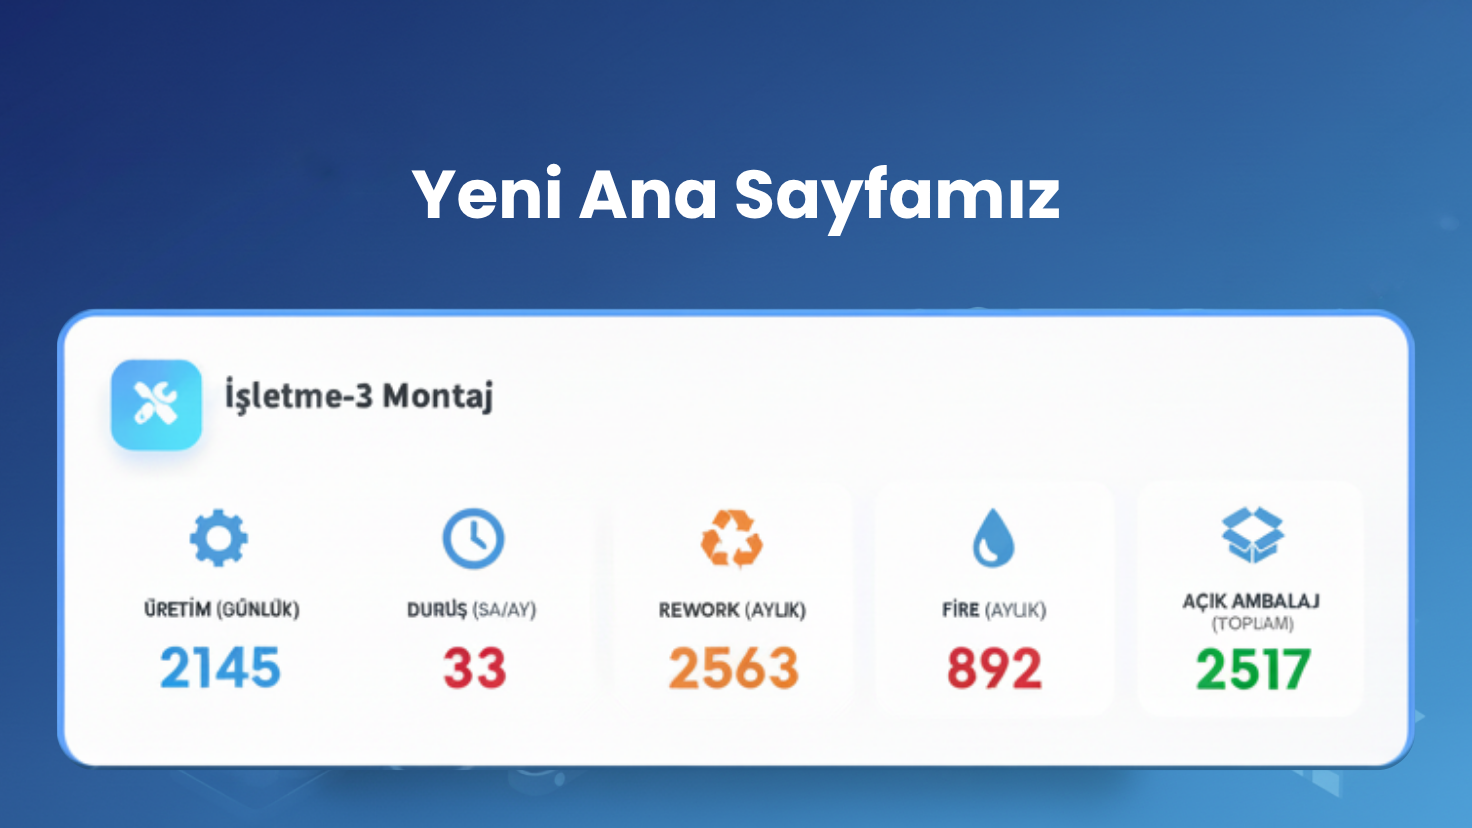 Yeni Ana Sayfamız
İşletme-3 Montaj
ÜRETİM (GÜNLÜK)
2145
DURUŞ (SA/AY)
33
REWORK (AYLIK)
2563
FİRE (AYLIK)
892
AÇIK AMBALAJ
(TOPLAM)
2517